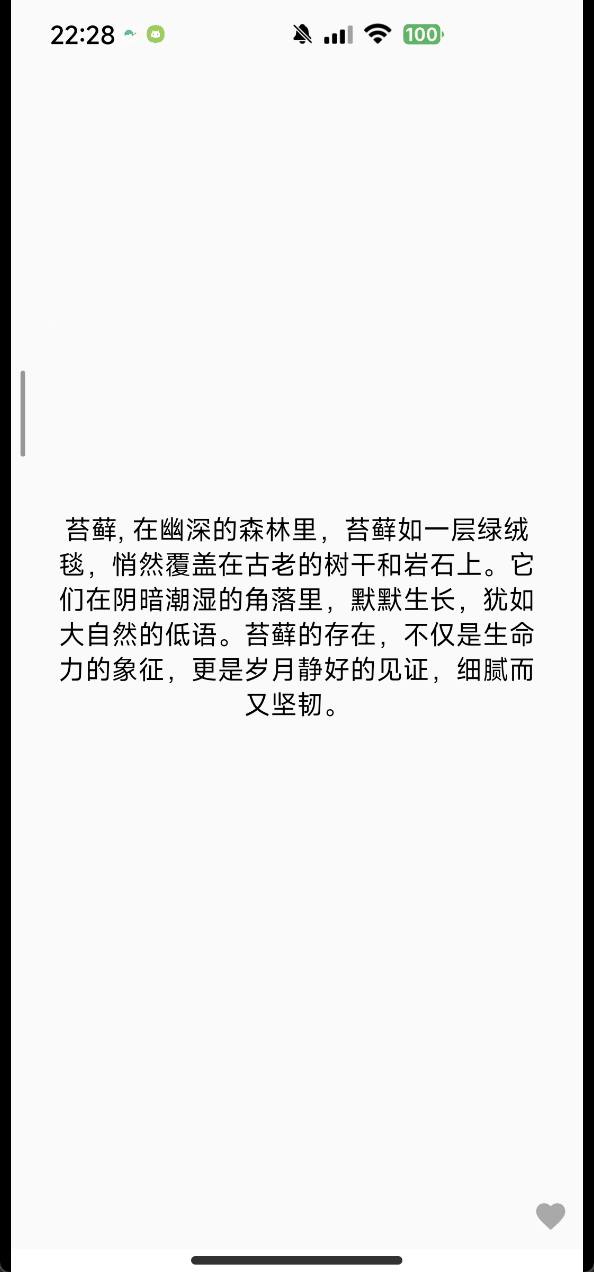 22:28
100
苔藓, 在幽深的森林里，苔藓如一层绿绒
毯，悄然覆盖在古老的树干和岩石上。它
们在阴暗潮湿的角落里，默默生长，犹如
大自然的低语。苔藓的存在，不仅是生命
力的象征，更是岁月静好的见证，细腻而
又坚韧。